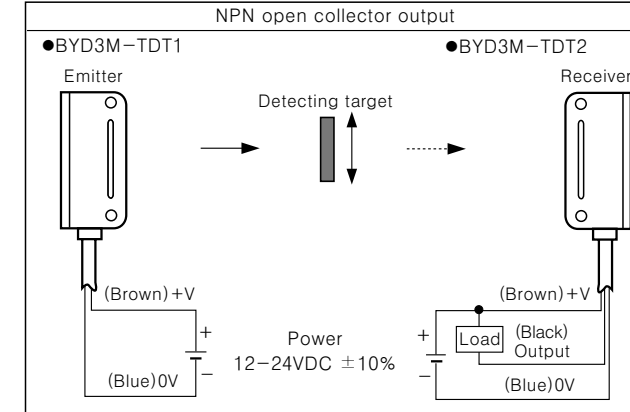 NPN open collector output
●BYD3M-TDT1
●BYD3M-TDT2
Emitter
Receiver
Detecting target
(Brown)+V
(Brown)+V
+
Power
+
Load
(Black)
Output
12-24VDC ±10%
-
-
(Blue)0V
(Blue)0V